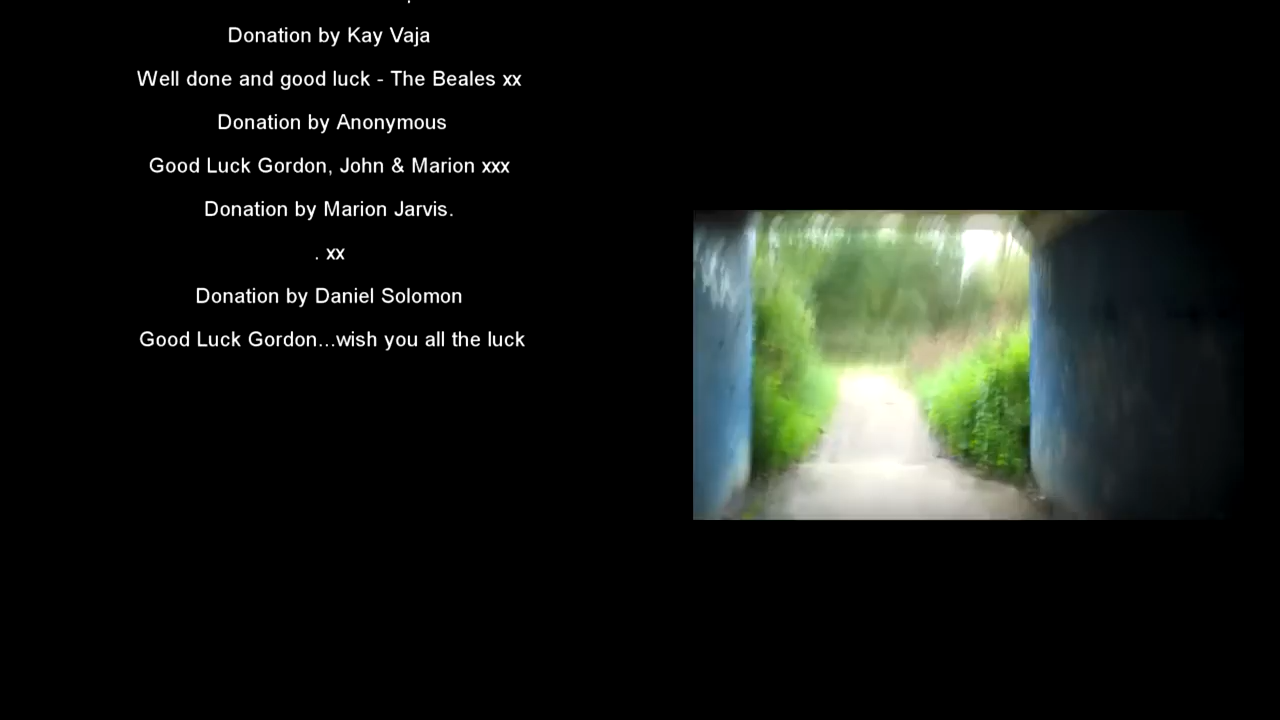 Donation by Kay Vaja
Well done and good luck - The Beales xx
Donation by Anonymous
Good Luck Gordon, John & Marion xxx
Donation by Marion Jarvis.
. xx
Donation by Daniel Solomon
Good Luck Gordon...wish you all the luck